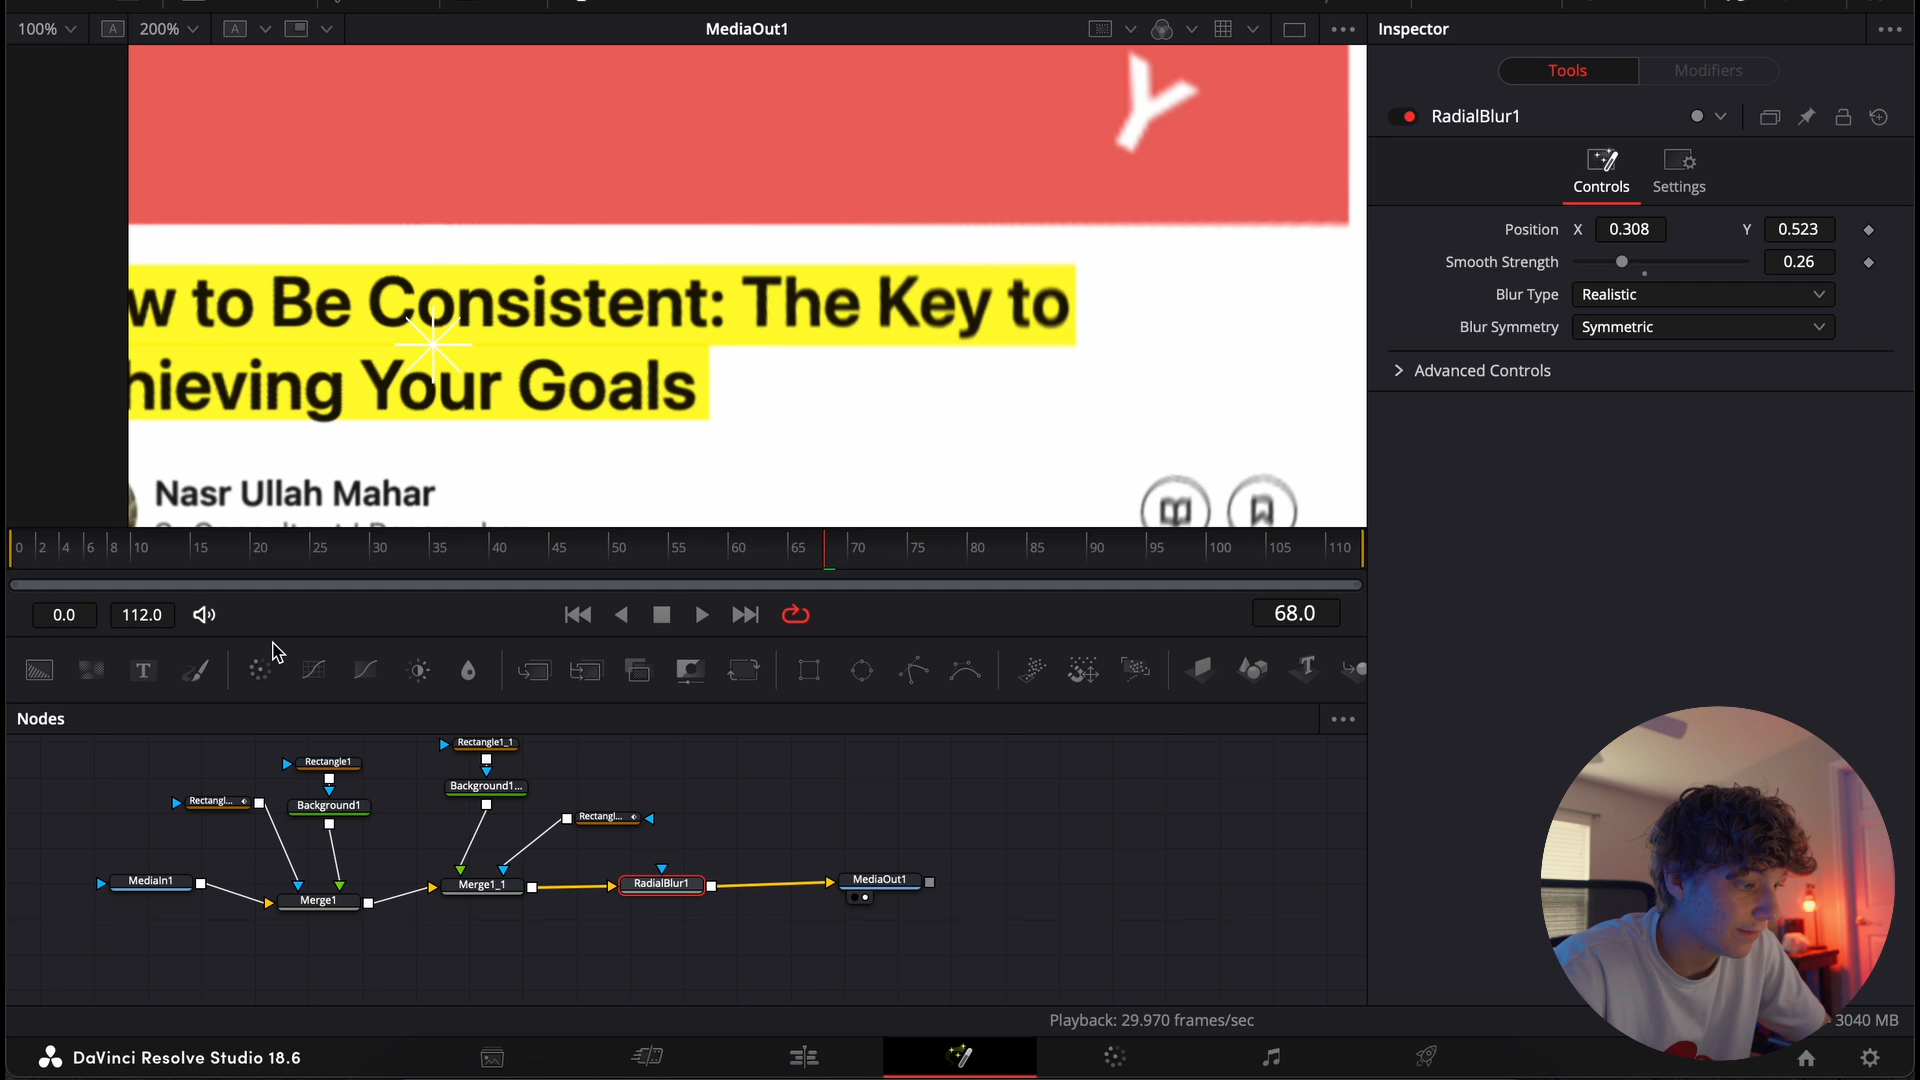 100%
A
200%
A
MediaOut1
Inspector
Tools
Modifiers
RadialBlur1
Controls
Settings
Position X 0.308 Y 0.523
Smooth Strength 0.26
Blur Type Realistic
Blur Symmetry Symmetric
Advanced Controls
Y
w to Be Consistent: The Key to
hieving Your Goals
Nasr Ullah Mahar
0 2 4 6 8 10 15 20 25 30 35 40 45 50 55 60 65 70 75 80 85 90 95 100 105 110
0.0
112.0
68.0
T
T
Nodes
Rectangle1_1
Rectangle1
Background1...
Rectangl...
Background1
Rectangl...
MediaIn1
Merge1
Merge1_1
RadialBlur1
MediaOut1
Playback: 29.970 frames/sec
3040 MB
DaVinci Resolve Studio 18.6